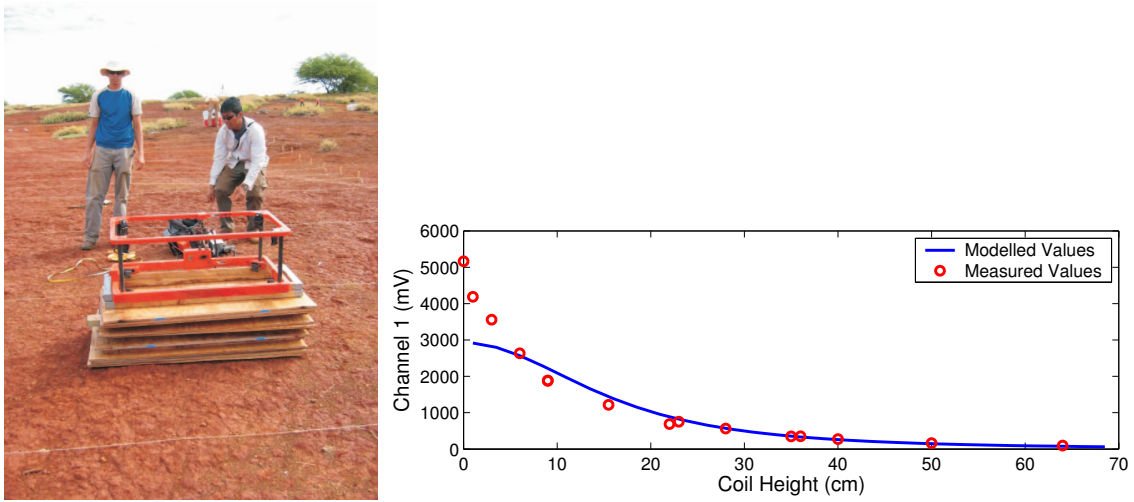 6000
5000
4000
3000
2000
1000
0
Channel 1 (mV)
Modelled Values
Measured Values
0 10 20 30 40 50 60 70
Coil Height (cm)